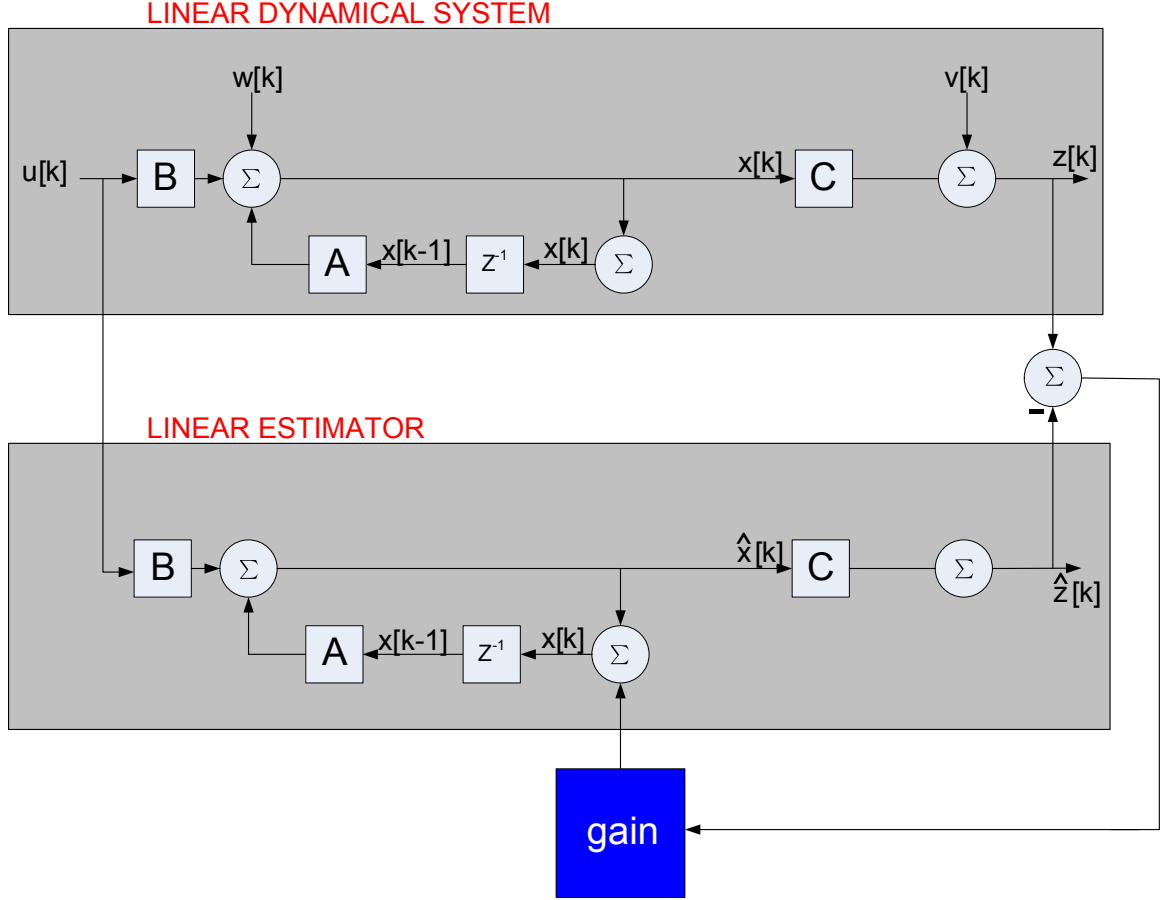 LINEAR DYNAMICAL SYSTEM
w[k]
v[k]
u[k]
B
Σ
x[k]
C
Σ
z[k]
A
x[k-1]
Z⁻¹
x[k]
Σ
Σ
-
LINEAR ESTIMATOR
B
Σ
x̂[k]
C
Σ
ẑ[k]
A
x[k-1]
Z⁻¹
x[k]
Σ
gain